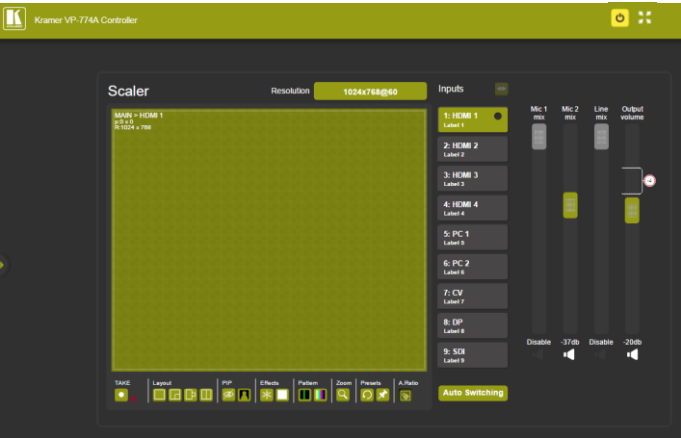 Kramer VP-774A Controller
Scaler
Resolution
1024x768@60
MAIN > HDMI 1
p:0 x 0
R:1024 x 768
TAKE
Layout
PIP
Effects
Pattern
Zoom
Presets
A.Ratio
Inputs
1: HDMI 1
Label 1
2: HDMI 2
Label 2
3: HDMI 3
Label 3
4: HDMI 4
Label 4
5: PC 1
Label 5
6: PC 2
Label 6
7: CV
Label 7
8: DP
Label 8
9: SDI
Label 9
Auto Switching
Mic 1
mix
Mic 2
mix
Line
mix
Output
volume
Disable
-37db
Disable
-20db